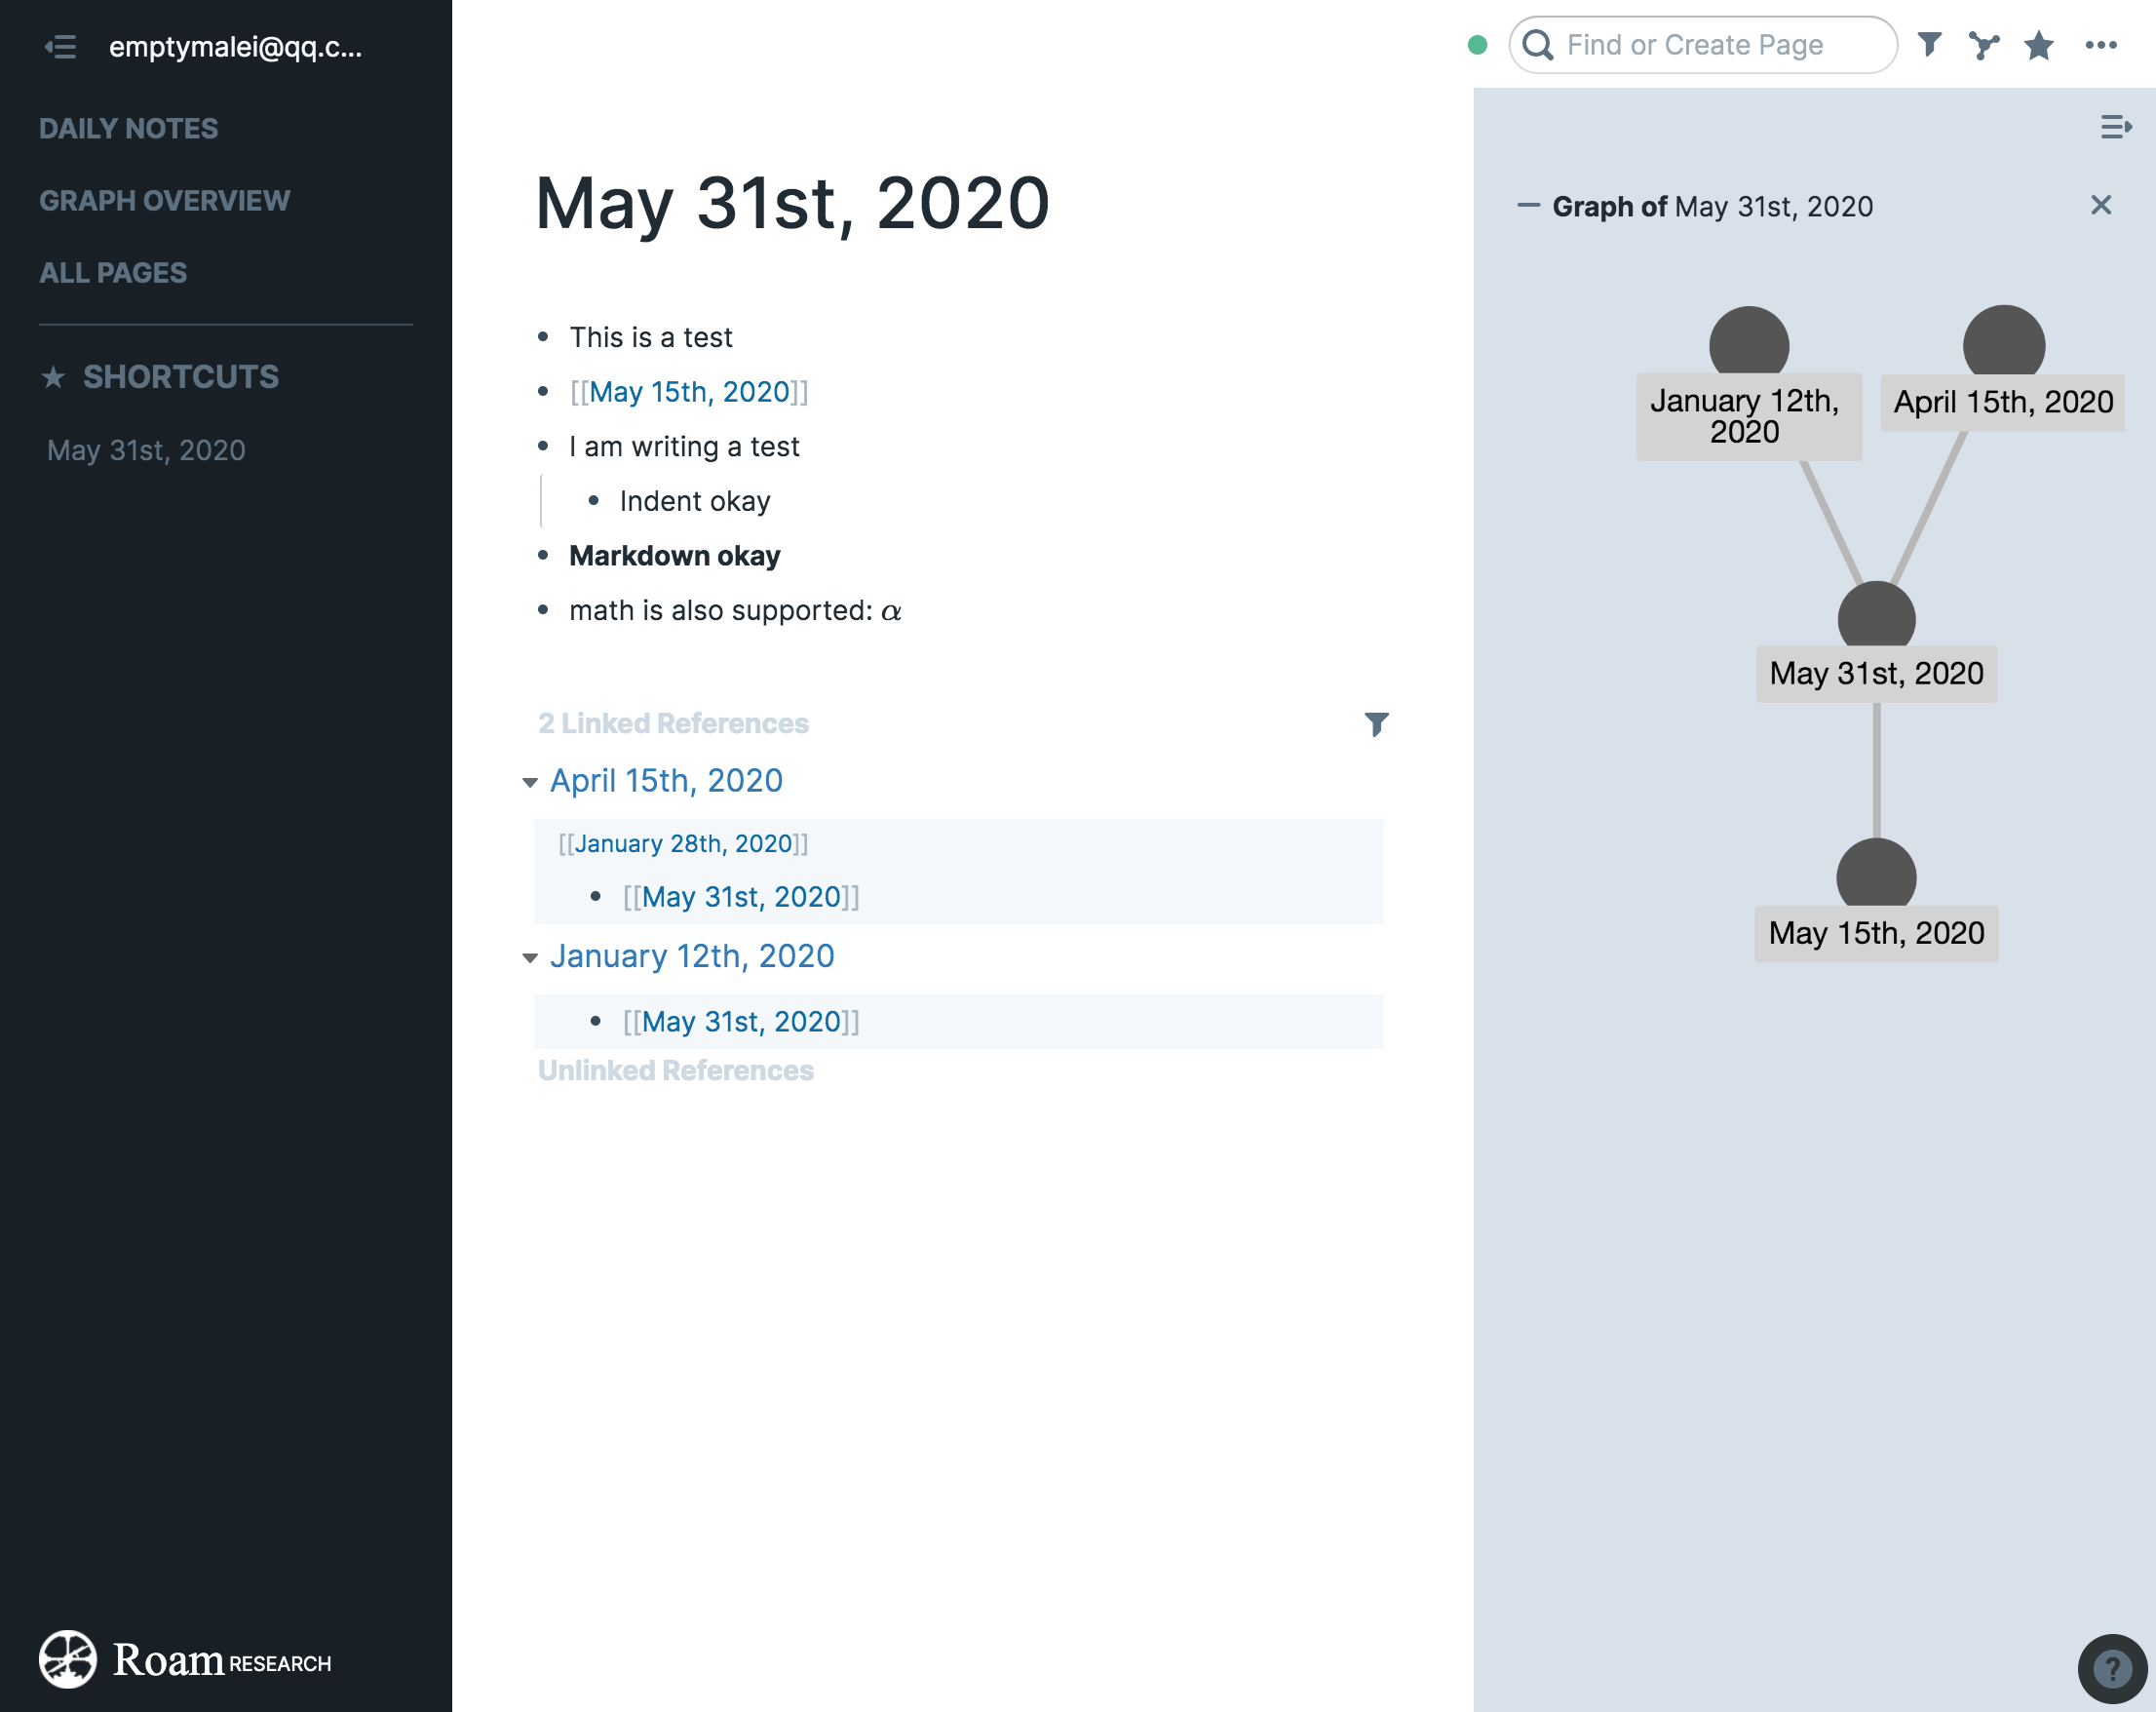 emptymalei@qq.c...
DAILY NOTES
GRAPH OVERVIEW
ALL PAGES
★ SHORTCUTS
May 31st, 2020
Roam RESEARCH
Find or Create Page
May 31st, 2020
• This is a test
• [[May 15th, 2020]]
• I am writing a test
• Indent okay
• Markdown okay
• math is also supported: α
2 Linked References
April 15th, 2020
[[January 28th, 2020]]
• [[May 31st, 2020]]
January 12th, 2020
• [[May 31st, 2020]]
Unlinked References
Graph of May 31st, 2020
January 12th,
2020
April 15th, 2020
May 31st, 2020
May 15th, 2020
?